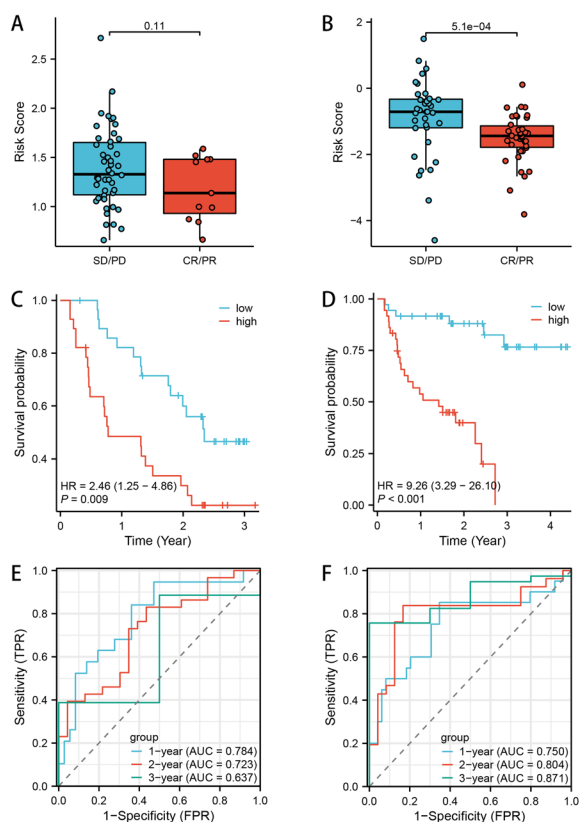 A
0.11
Risk Score
2.5
2.0
1.5
1.0
SD/PD
CR/PR
B
5.1e−04
Risk Score
2
0
−2
−4
SD/PD
CR/PR
C
Survival probability
1.0
0.8
0.6
0.4
low
high
HR = 2.46 (1.25 − 4.86)
P = 0.009
0
1
2
3
Time (Year)
D
Survival probability
1.00
0.75
0.50
0.25
0.00
low
high
HR = 9.26 (3.29 − 26.10)
P < 0.001
0
1
2
3
4
Time (Year)
E
Sensitivity (TPR)
1.0
0.8
0.6
0.4
0.2
0.0
group
1−year (AUC = 0.784)
2−year (AUC = 0.723)
3−year (AUC = 0.637)
0.0 0.2 0.4 0.6 0.8 1.0
1−Specificity (FPR)
F
Sensitivity (TPR)
1.0
0.8
0.6
0.4
0.2
0.0
group
1−year (AUC = 0.750)
2−year (AUC = 0.804)
3−year (AUC = 0.871)
0.0 0.2 0.4 0.6 0.8 1.0
1−Specificity (FPR)